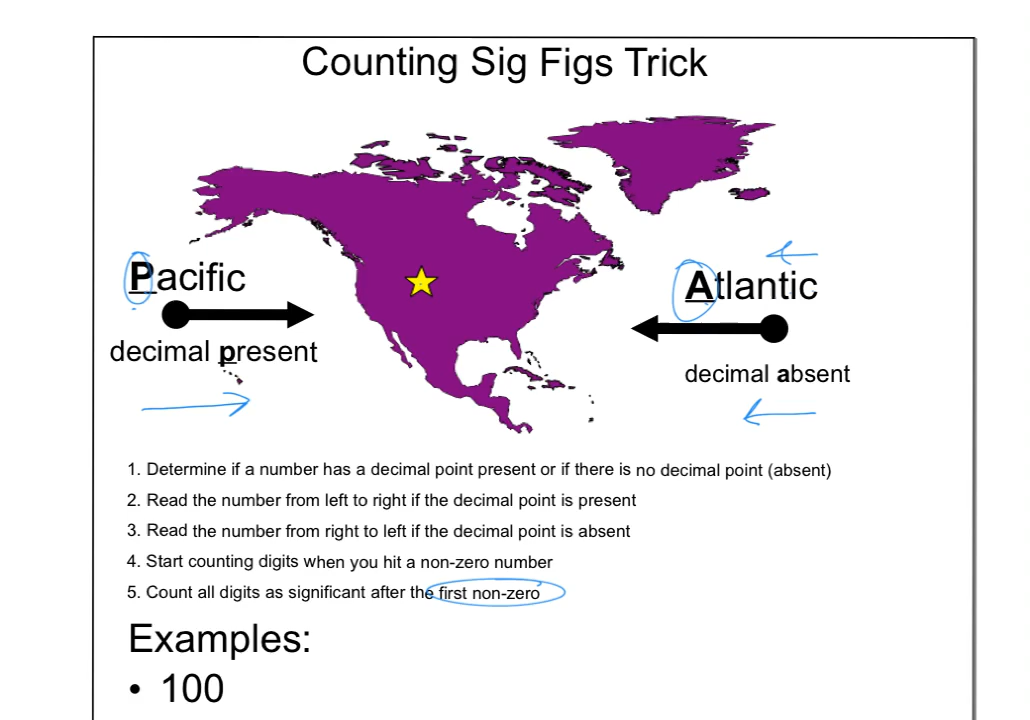 Counting Sig Figs Trick
Pacific
Atlantic
decimal present
decimal absent
1. Determine if a number has a decimal point present or if there is no decimal point (absent)
2. Read the number from left to right if the decimal point is present
3. Read the number from right to left if the decimal point is absent
4. Start counting digits when you hit a non-zero number
5. Count all digits as significant after the first non-zero
Examples:
• 100